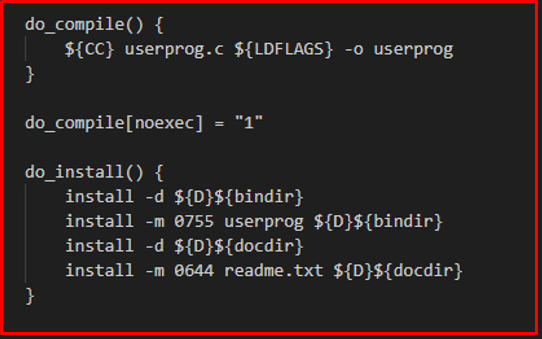 do_compile() {
    ${CC} userprog.c ${LDFLAGS} -o userprog
}

do_compile[noexec] = "1"

do_install() {
    install -d ${D}${bindir}
    install -m 0755 userprog ${D}${bindir}
    install -d ${D}${docdir}
    install -m 0644 readme.txt ${D}${docdir}
}